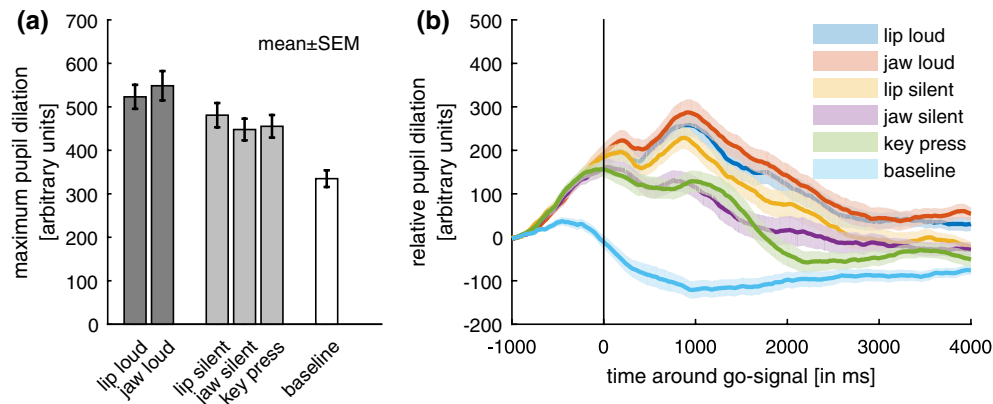 (a)
mean±SEM
maximum pupil dilation
[arbitrary units]
700
600
500
400
300
200
100
0
lip loud
jaw loud
lip silent
jaw silent
key press
baseline
(b)
relative pupil dilation
[arbitrary units]
500
400
300
200
100
0
-100
-200
-1000
0
1000
2000
3000
4000
time around go-signal [in ms]
lip loud
jaw loud
lip silent
jaw silent
key press
baseline